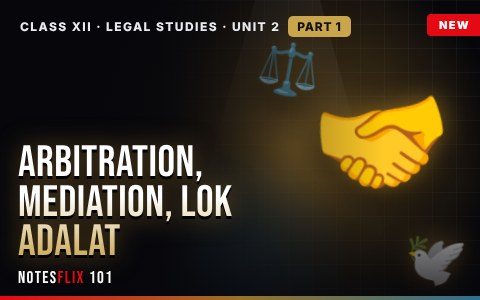 CLASS XII · LEGAL STUDIES · UNIT 2 PART 1
NEW
ARBITRATION,
MEDIATION, LOK
ADALAT
NOTESFLIX 101